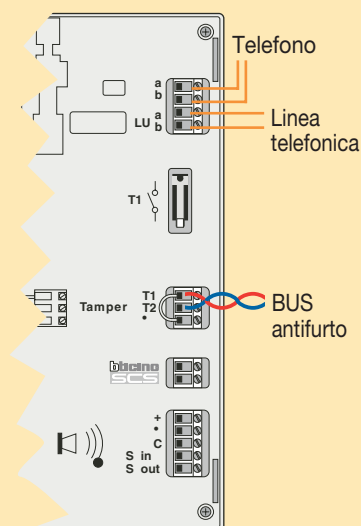 Telefono
a
b
a
LU b
Linea
telefonica
T1
T1
Tamper T2
•
BUS
antifurto
bticino
SCS
+
•
C
S in
S out